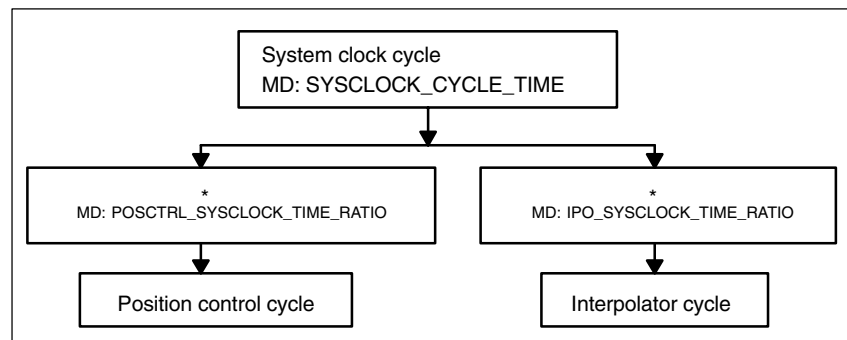 System clock cycle
MD: SYSCLOCK_CYCLE_TIME
*
MD: POSCTRL_SYSCLOCK_TIME_RATIO
*
MD: IPO_SYSCLOCK_TIME_RATIO
Position control cycle
Interpolator cycle